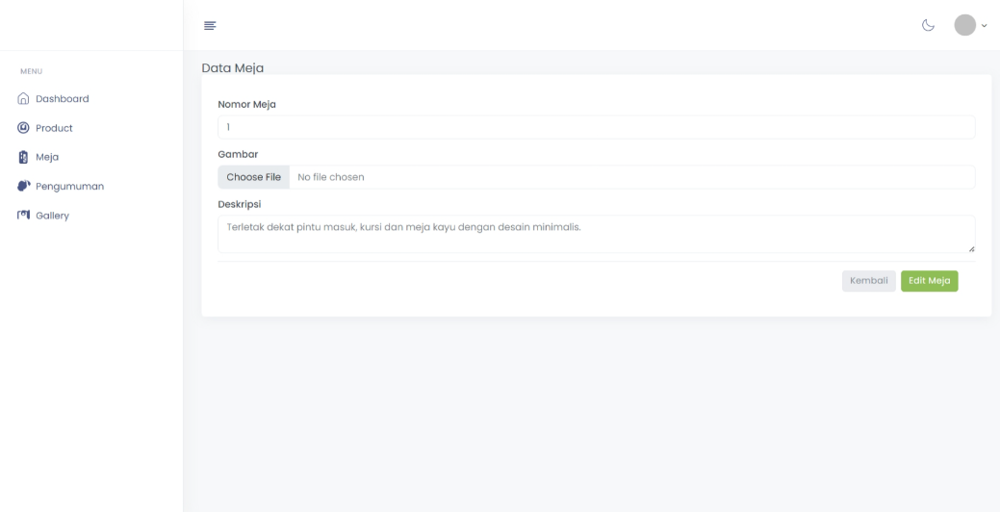 MENU
Dashboard
Product
Meja
Pengumuman
Gallery
Data Meja
Nomor Meja
1
Gambar
Choose File No file chosen
Deskripsi
Terletak dekat pintu masuk, kursi dan meja kayu dengan desain minimalis.
Kembali Edit Meja